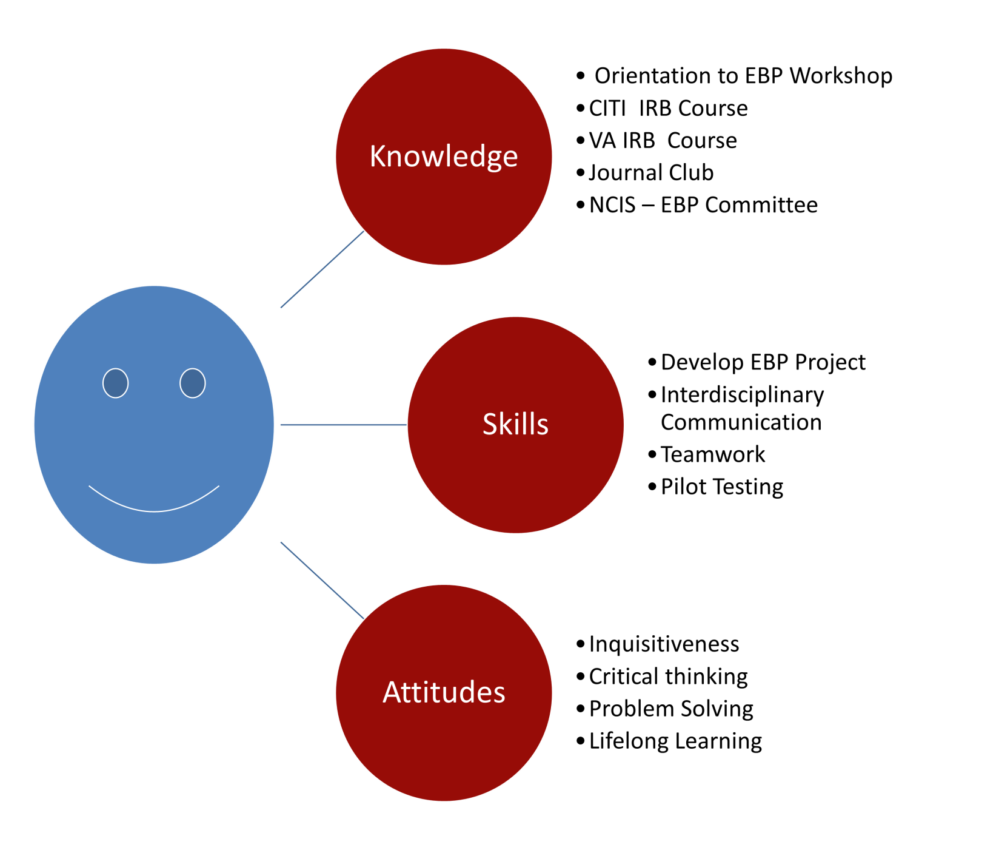 Knowledge
• Orientation to EBP Workshop
•CITI  IRB Course
•VA IRB  Course
•Journal Club
•NCIS – EBP Committee
Skills
•Develop EBP Project
•Interdisciplinary
Communication
•Teamwork
•Pilot Testing
Attitudes
•Inquisitiveness
•Critical thinking
•Problem Solving
•Lifelong Learning